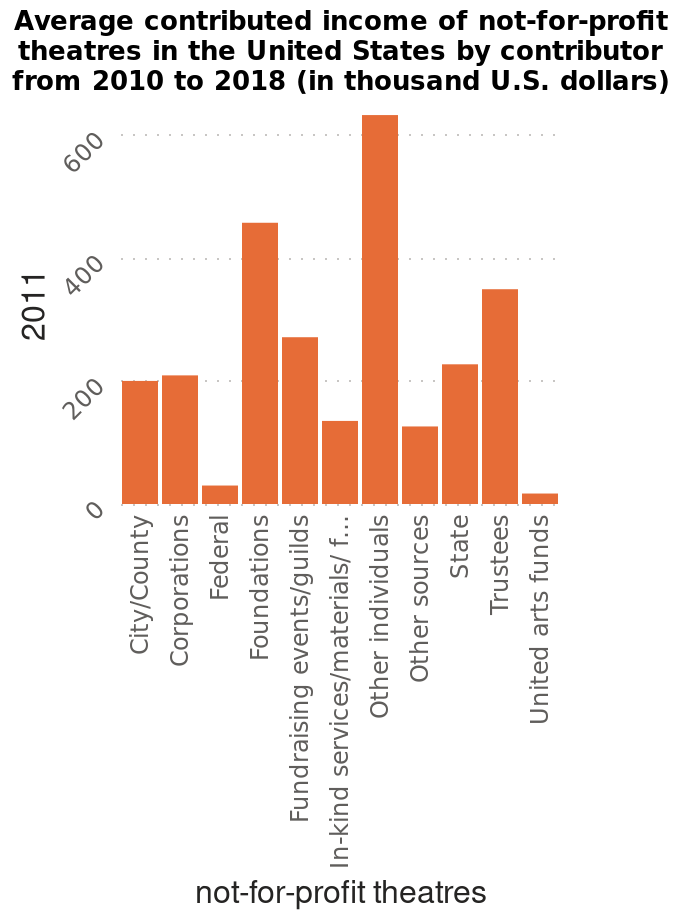 Average contributed income of not-for-profit
theatres in the United States by contributor
from 2010 to 2018 (in thousand U.S. dollars)
2011
600
400
200
0
City/County
Corporations
Federal
Foundations
Fundraising events/guilds
In-kind services/materials/ f...
Other individuals
Other sources
State
Trustees
United arts funds
not-for-profit theatres